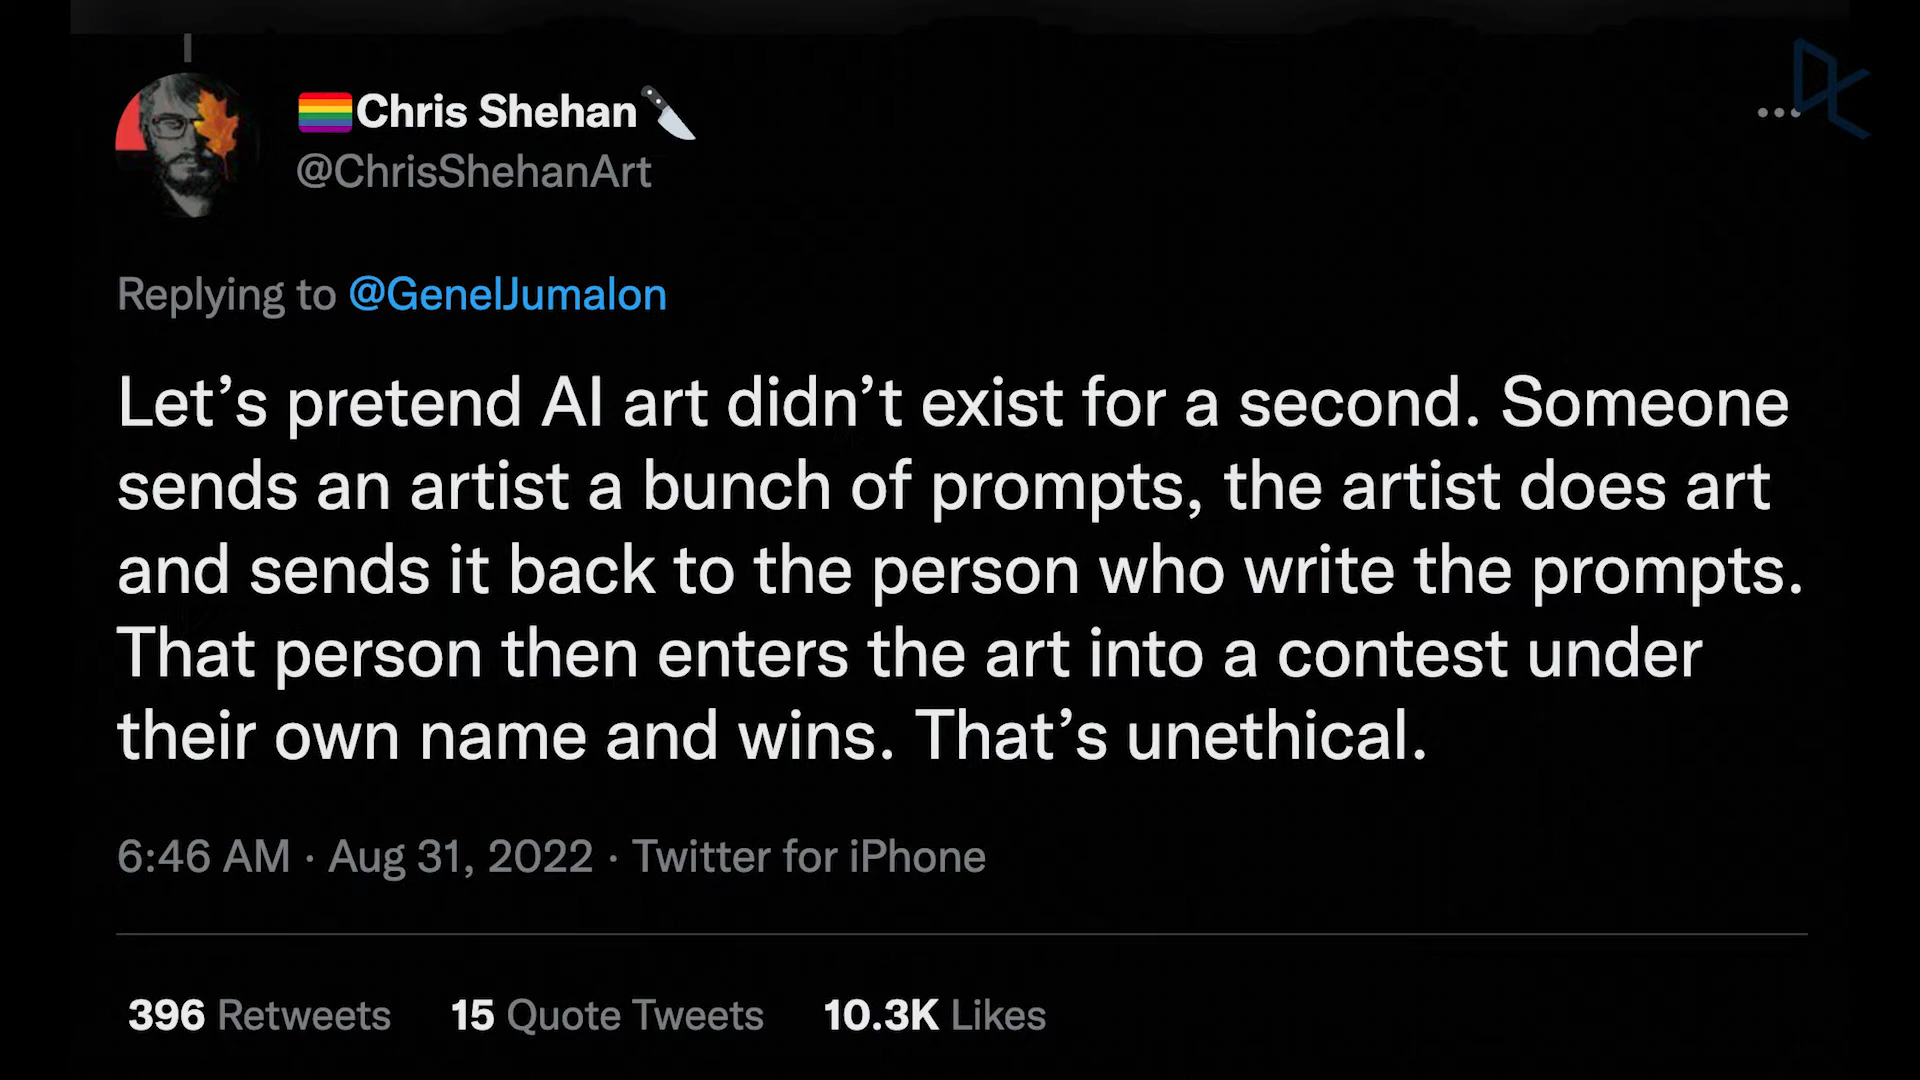 Chris Shehan
@ChrisShehanArt
Replying to @GenelJumalon
Let’s pretend AI art didn’t exist for a second. Someone
sends an artist a bunch of prompts, the artist does art
and sends it back to the person who write the prompts.
That person then enters the art into a contest under
their own name and wins. That’s unethical.
6:46 AM · Aug 31, 2022 · Twitter for iPhone
396 Retweets 15 Quote Tweets 10.3K Likes